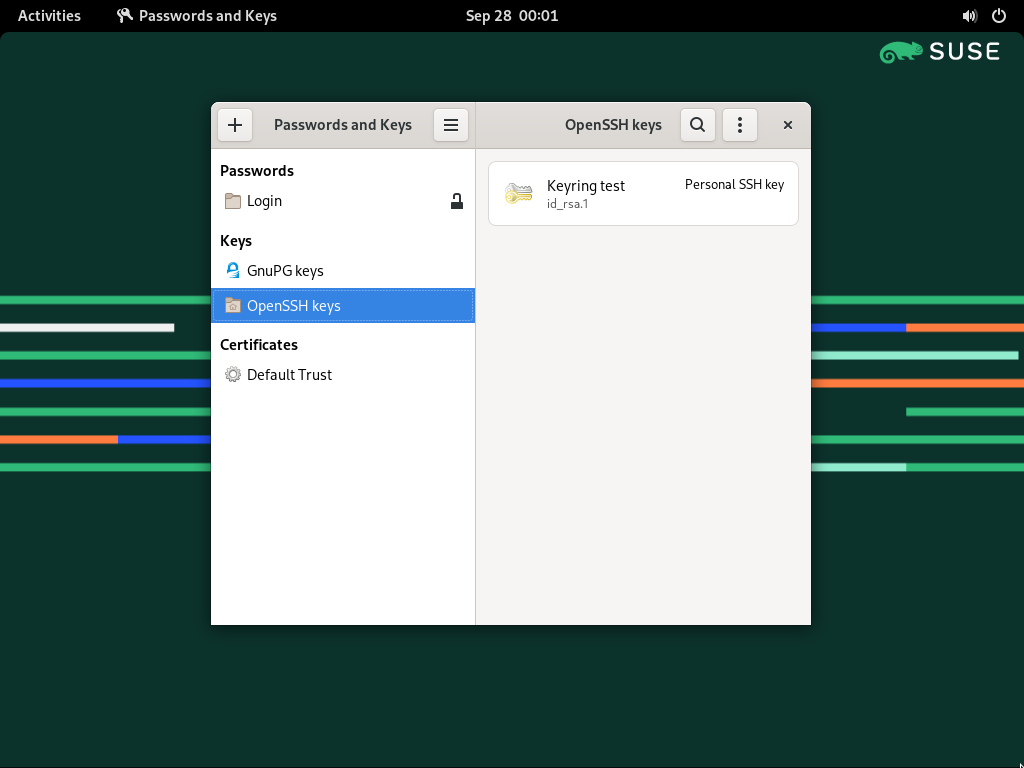 Activities
Passwords and Keys
Sep 28 00:01
SUSE
Passwords and Keys
OpenSSH keys
Passwords
Login
Keys
GnuPG keys
OpenSSH keys
Certificates
Default Trust
Keyring test
Personal SSH key
id_rsa.1